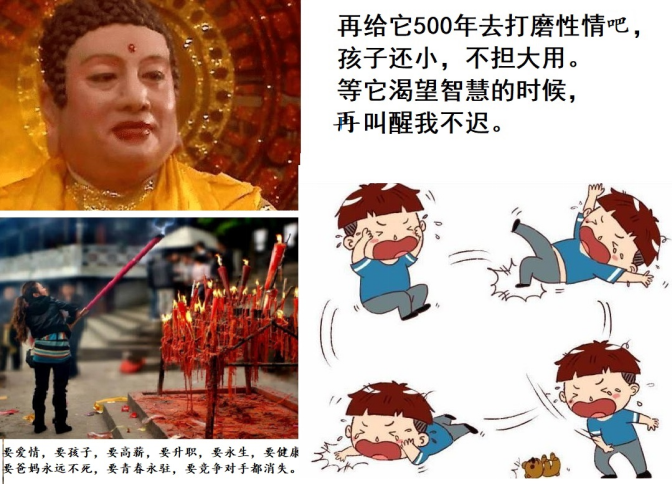 再给它500年去打磨性情吧，
孩子还小，不担大用。
等它渴望智慧的时候，
再叫醒我不迟。
要爱情，要孩子，要高薪，要升职，要永生，要健康
要爸妈永远不死，要青春永驻，要竞争对手都消失。